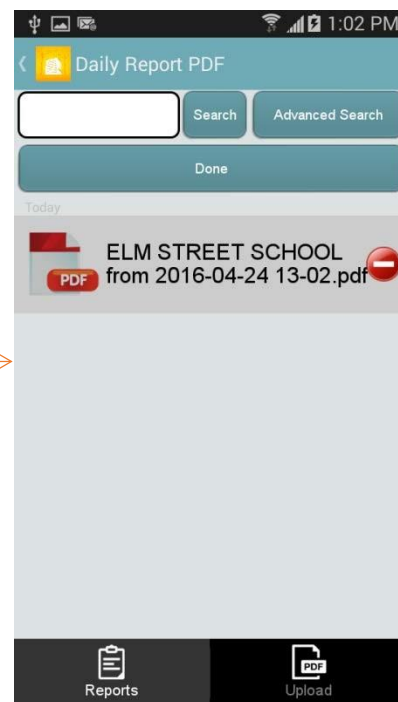 1:02 PM
Daily Report PDF
Search
Advanced Search
Done
Today
ELM STREET SCHOOL
PDF
from 2016-04-24 13-02.pdf
PDF
Reports
Upload